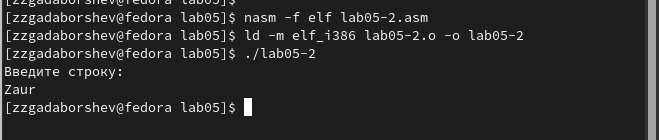 [zzgadaborshev@fedora lab05]$ nasm -f elf lab05-2.asm
[zzgadaborshev@fedora lab05]$ ld -m elf_i386 lab05-2.o -o lab05-2
[zzgadaborshev@fedora lab05]$ ./lab05-2
Введите строку:
Zaur
[zzgadaborshev@fedora lab05]$